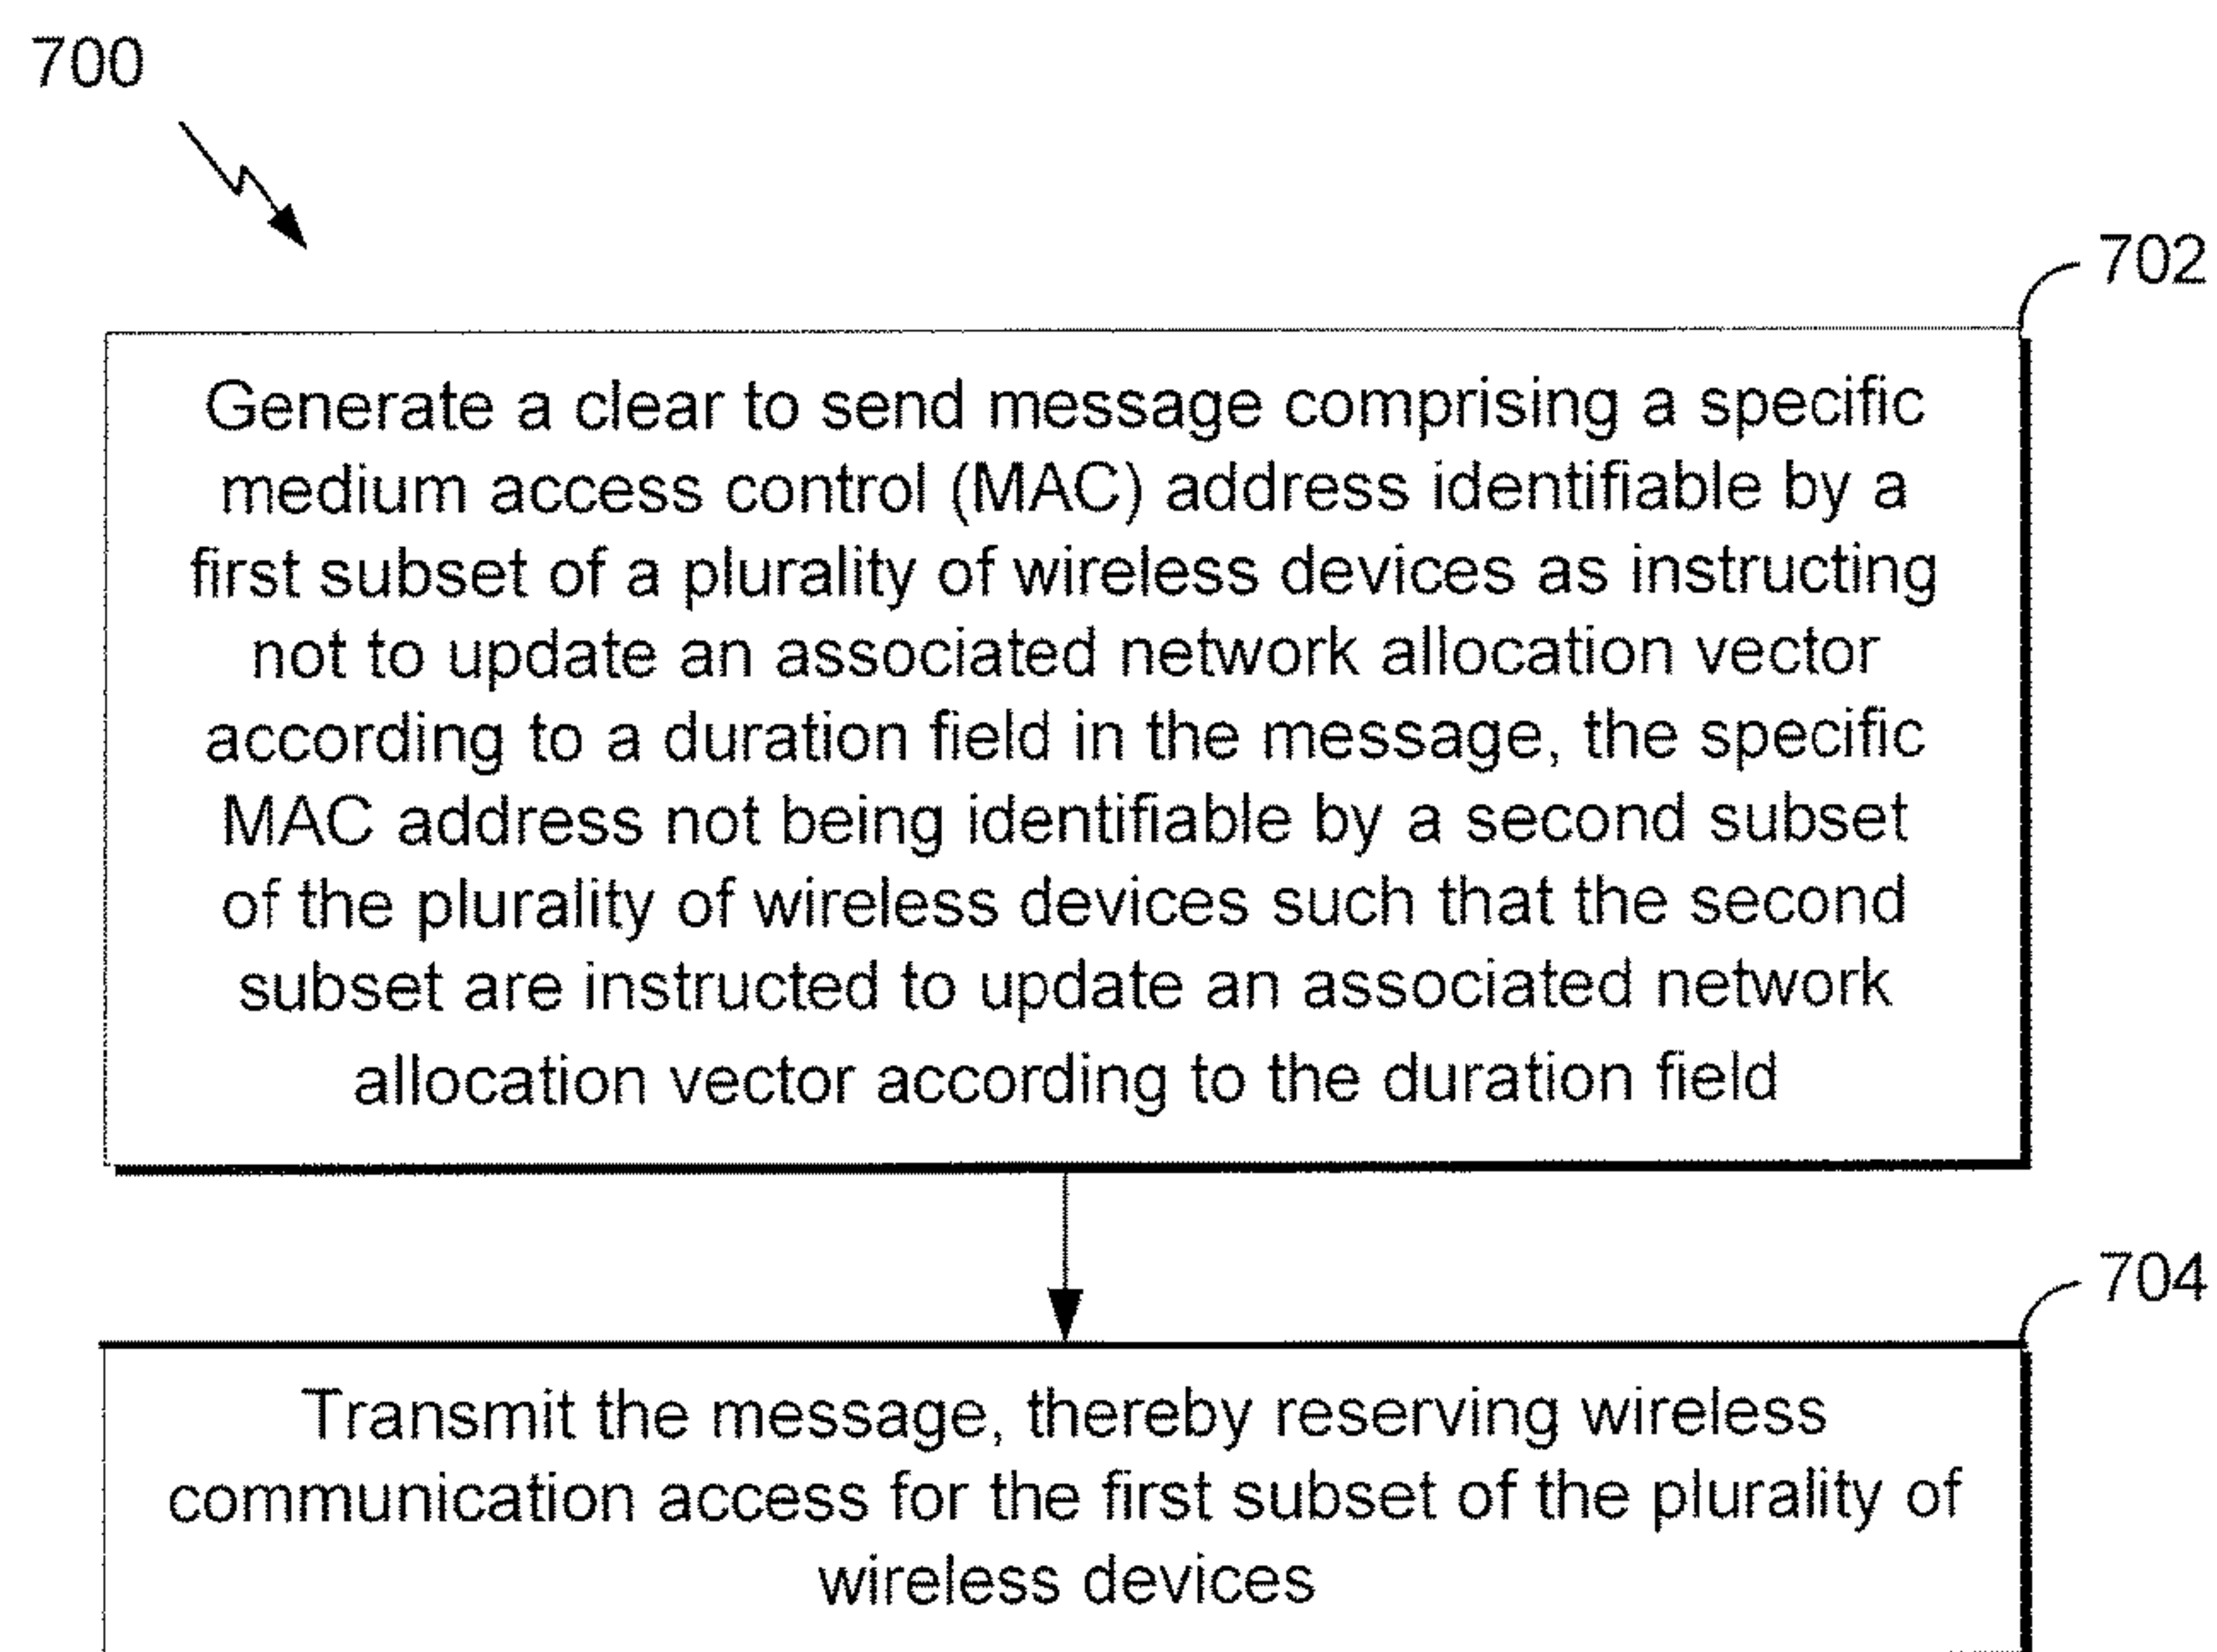 700
702
Generate a clear to send message comprising a specific
medium access control (MAC) address identifiable by a
first subset of a plurality of wireless devices as instructing
not to update an associated network allocation vector
according to a duration field in the message, the specific
MAC address not being identifiable by a second subset
of the plurality of wireless devices such that the second
subset are instructed to update an associated network
allocation vector according to the duration field
704
Transmit the message, thereby reserving wireless
communication access for the first subset of the plurality of
wireless devices